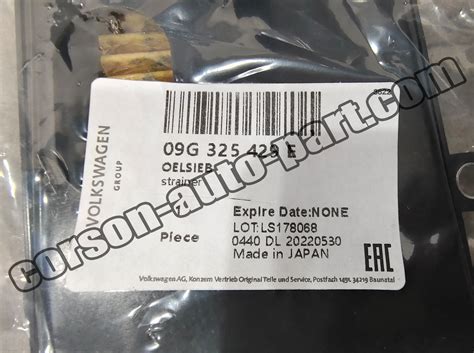 VOLKSWAGEN
GROUP
09G 325 429 E
OELSIEB
strainer
Expire Date:NONE
LOT:LS178068
Piece
0440 DL 20220530
Made in JAPAN
EAC
Volkswagen AG, Konzern Vertrieb Original Teile und Service, Postfach 1491, 34219 Baunatal
corson-auto-part.com